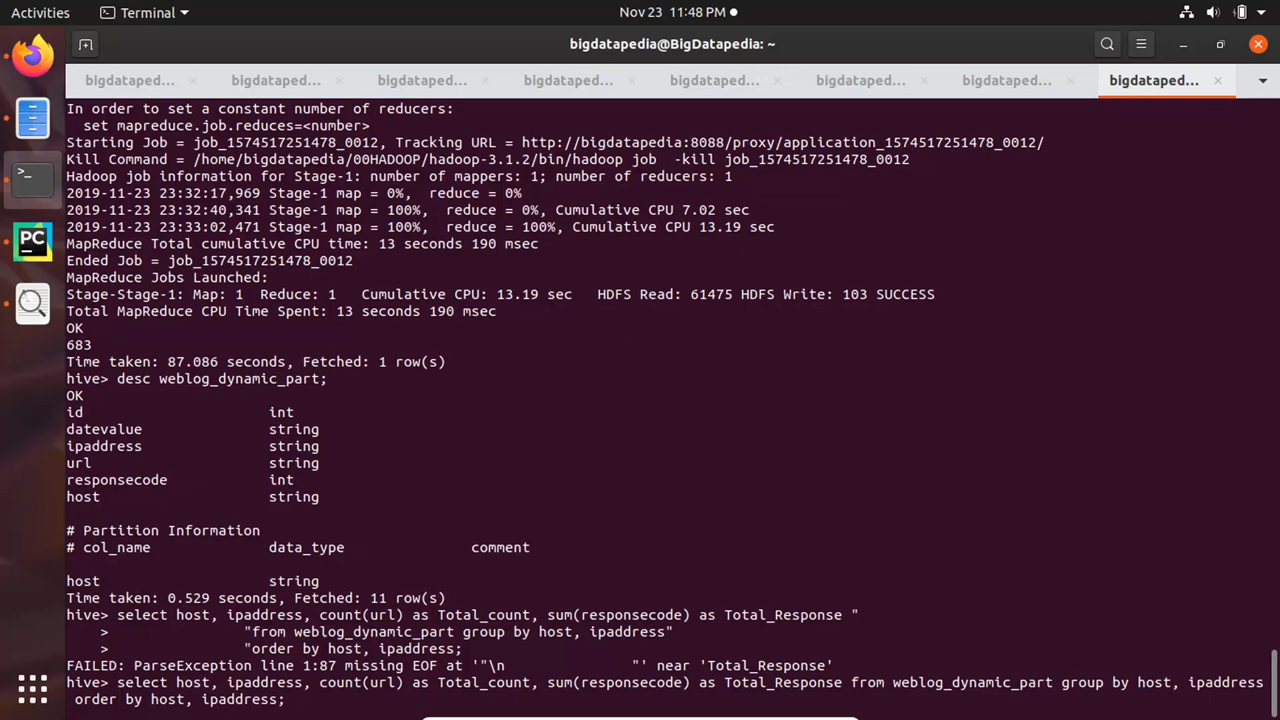 Activities
Terminal
Nov 23 11:48 PM
bigdatapedia@BigDatapedia: ~
bigdataped... bigdataped... bigdataped... bigdataped... bigdataped... bigdataped... bigdataped... bigdataped...
In order to set a constant number of reducers:
  set mapreduce.job.reduces=<number>
Starting Job = job_1574517251478_0012, Tracking URL = http://bigdatapedia:8088/proxy/application_1574517251478_0012/
Kill Command = /home/bigdatapedia/00HADOOP/hadoop-3.1.2/bin/hadoop job  -kill job_1574517251478_0012
Hadoop job information for Stage-1: number of mappers: 1; number of reducers: 1
2019-11-23 23:32:17,969 Stage-1 map = 0%,  reduce = 0%
2019-11-23 23:32:40,341 Stage-1 map = 100%,  reduce = 0%, Cumulative CPU 7.02 sec
2019-11-23 23:33:02,471 Stage-1 map = 100%,  reduce = 100%, Cumulative CPU 13.19 sec
MapReduce Total cumulative CPU time: 13 seconds 190 msec
Ended Job = job_1574517251478_0012
MapReduce Jobs Launched:
Stage-Stage-1: Map: 1  Reduce: 1   Cumulative CPU: 13.19 sec   HDFS Read: 61475 HDFS Write: 103 SUCCESS
Total MapReduce CPU Time Spent: 13 seconds 190 msec
OK
683
Time taken: 87.086 seconds, Fetched: 1 row(s)
hive> desc weblog_dynamic_part;
OK
id                      int
datevalue               string
ipaddress               string
url                     string
responsecode            int
host                    string
# Partition Information
# col_name              data_type               comment
host                    string
Time taken: 0.529 seconds, Fetched: 11 row(s)
hive> select host, ipaddress, count(url) as Total_count, sum(responsecode) as Total_Response "
    >                "from weblog_dynamic_part group by host, ipaddress"
    >                "order by host, ipaddress;
FAILED: ParseException line 1:87 missing EOF at '"\n               "' near 'Total_Response'
hive> select host, ipaddress, count(url) as Total_count, sum(responsecode) as Total_Response from weblog_dynamic_part group by host, ipaddress
 order by host, ipaddress;
PC